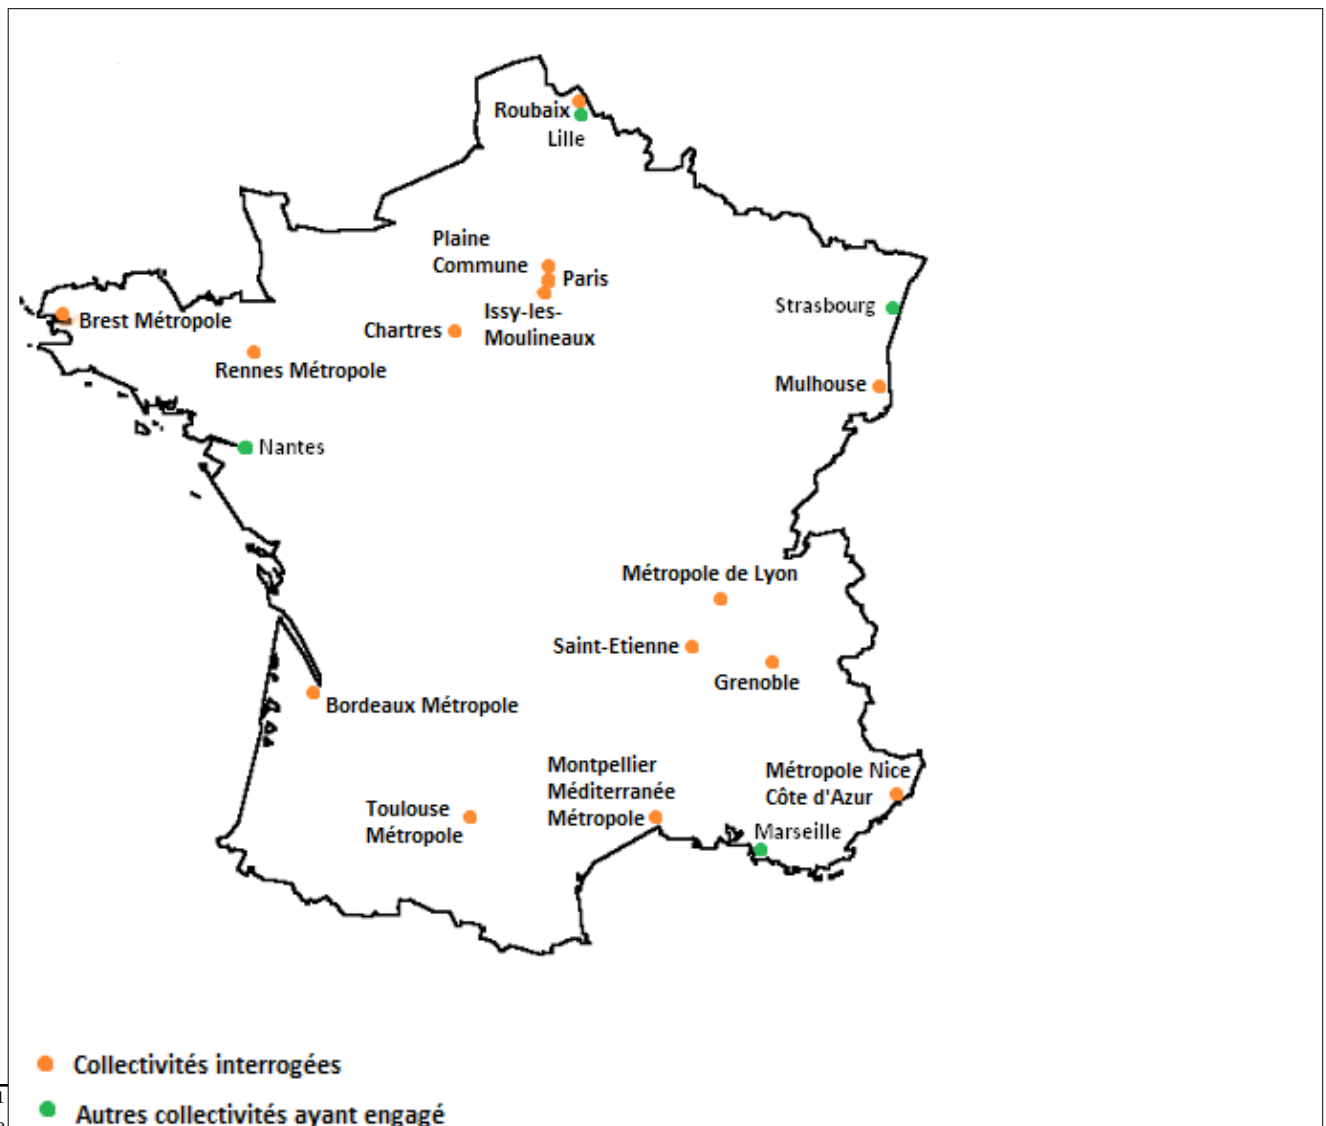 Roubaix
Lille
Plaine
Commune
Paris
Issy-les-
Moulineaux
Chartres
Strasbourg
Brest Métropole
Rennes Métropole
Mulhouse
Nantes
Métropole de Lyon
Saint-Etienne
Grenoble
Bordeaux Métropole
Montpellier
Méditerranée
Métropole
Métropole Nice
Côte d'Azur
Toulouse
Métropole
Marseille
Collectivités interrogées
1
Autres collectivités ayant engagé